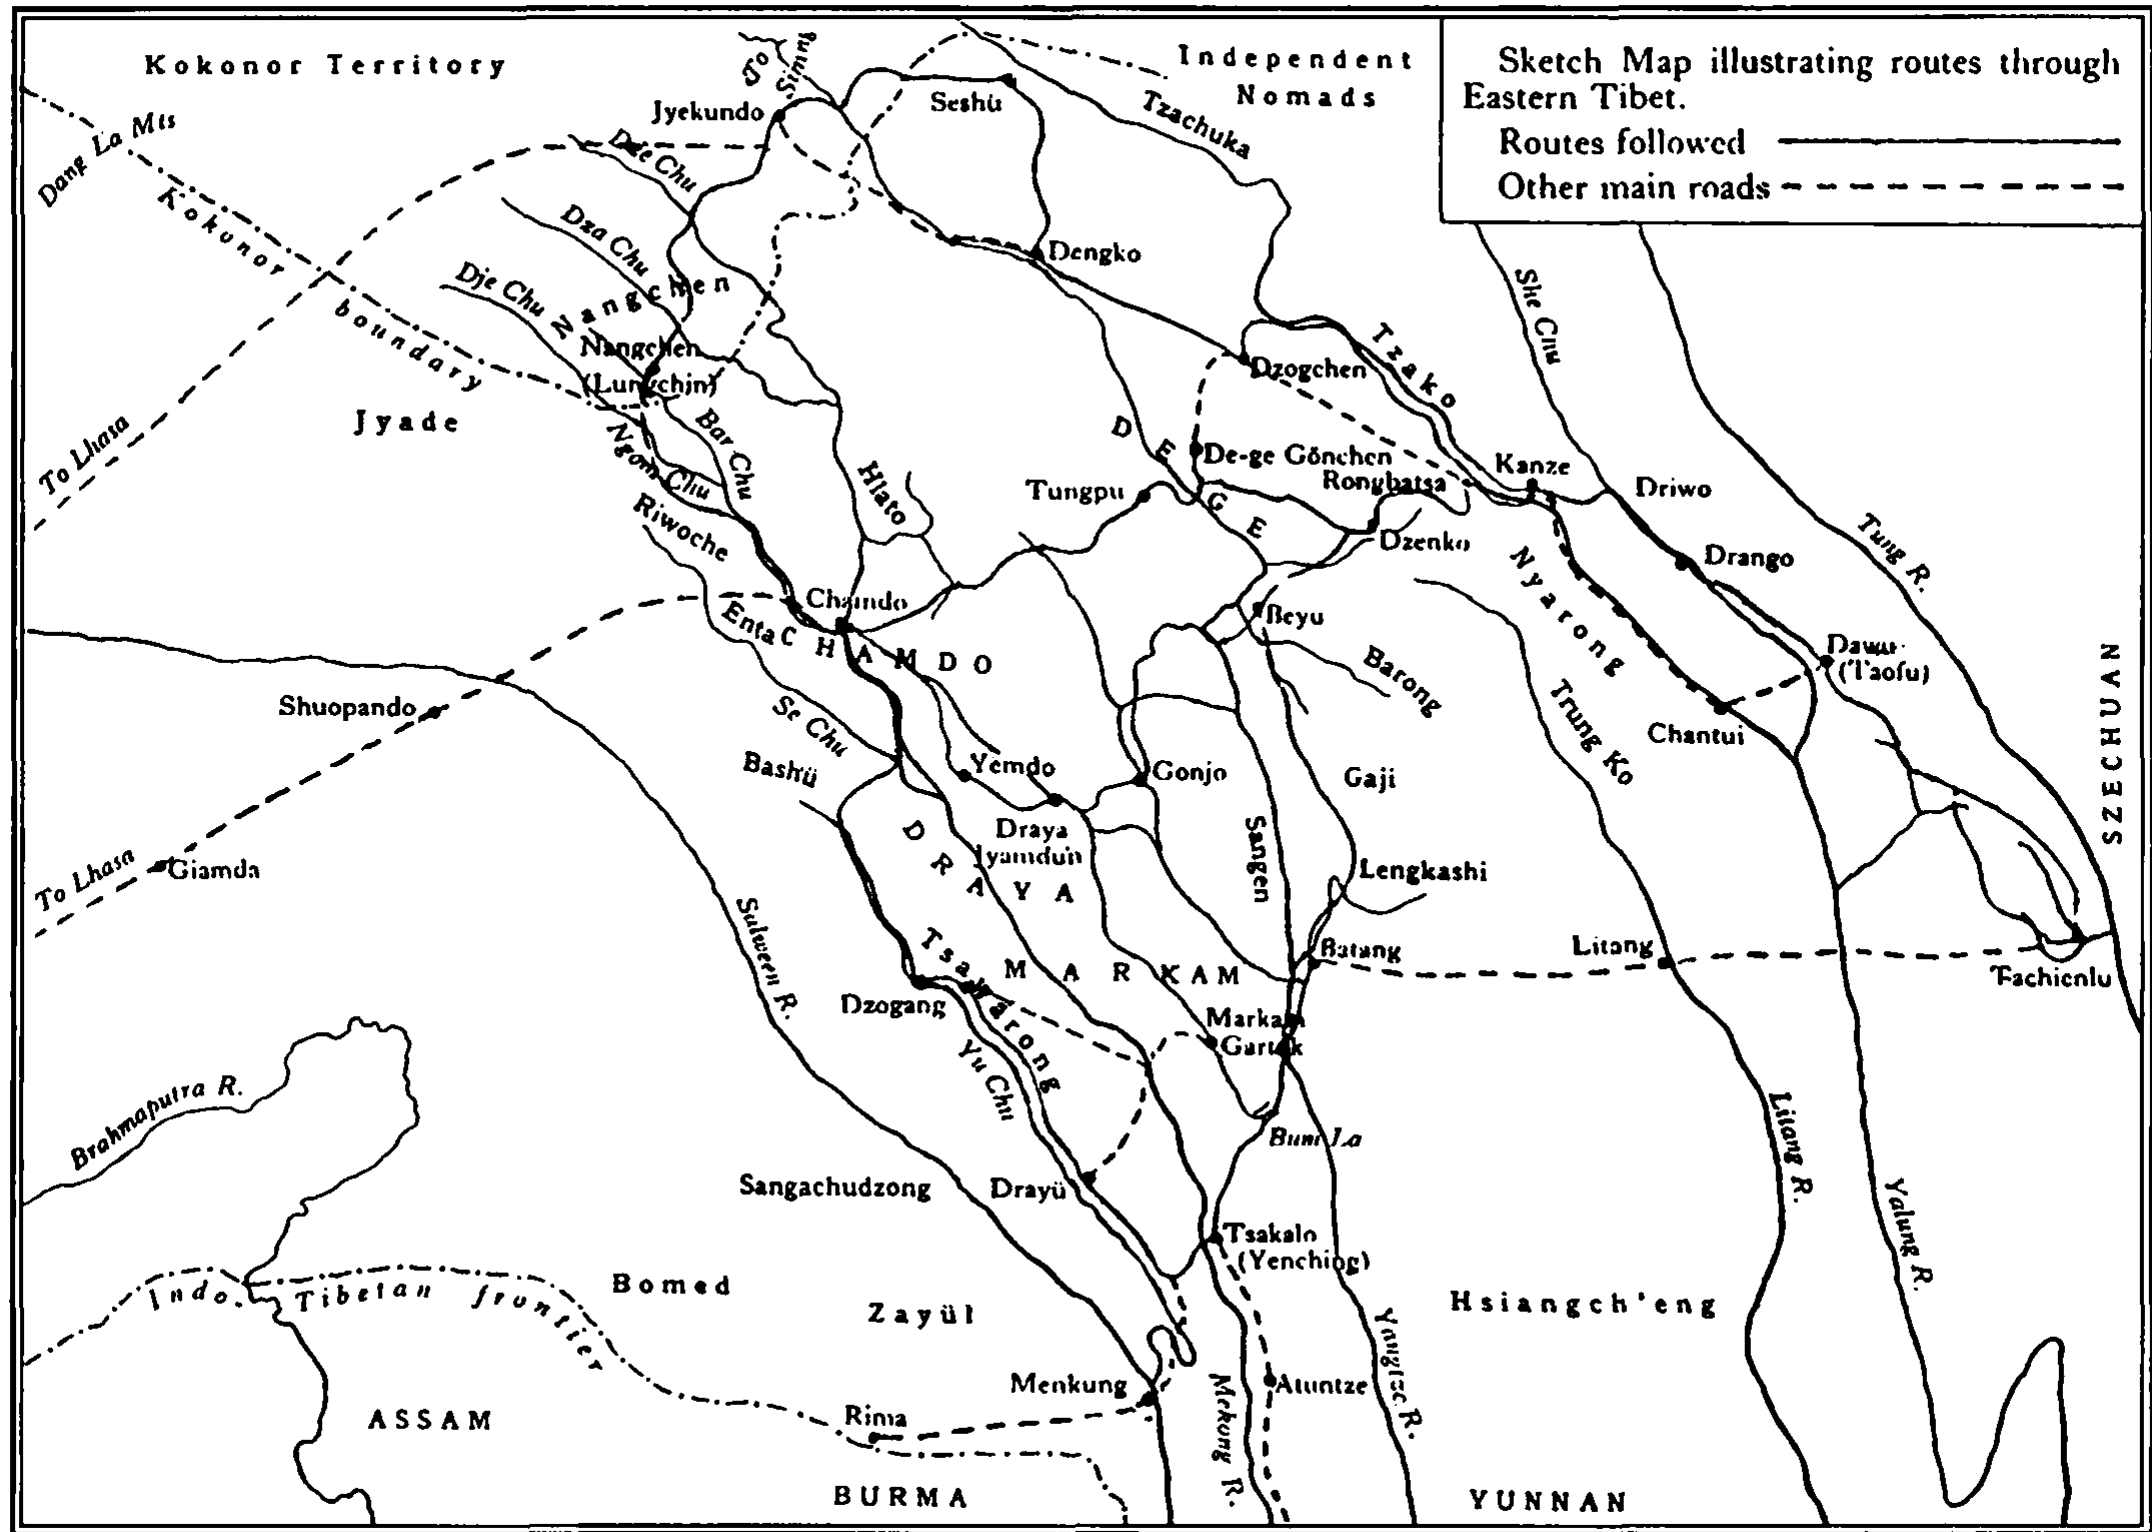 Sketch Map illustrating routes through
Eastern Tibet.
Routes followed
Other main roads
Kokonor Territory
To Sining
Independent
Nomads
Jyekundo
Seshü
Tzachuka
Dang La Mts
Kokonor boundary
Dre Chu
Dza Chu
Dje Chu
Nangchen
Nangchen
(Lungchin)
Dengko
She Chu
Dzogchen
Tzako
Jyade
To Lhasa
Bar Chu
Ngom Chu
Hlato
DEGE
De-ge Gönchen
Rongbatsa
Kanze
Driwo
Tungpu
Riwoche
Dzenko
Drango
Tung R.
Nyarong
Chamdo
Enta
CHAMDO
Beyu
Barong
Dawu
(Taofu)
SZECHUAN
Shuopando
Se Chu
Bashü
Yemdo
Gonjo
Gaji
Trung Ko
Chantui
Draya
Jyamdun
DRAYA
Sangen
Lengkashi
To Lhasa
Giamda
Salween R.
Tsawarong
MARKAM
Batang
Litang
Tachienlu
Dzogang
Markam
Gartok
Yu Chu
Brahmaputra R.
Bum La
Litang R.
Yalung R.
Sangachudzong
Drayü
Tsakalo
(Yenching)
Indo. Tibetan frontier
Bomed
Zayül
Hsiangch'eng
Yangtze R.
Menkung
Mekong R.
Atuntze
Rima
ASSAM
BURMA
YUNNAN